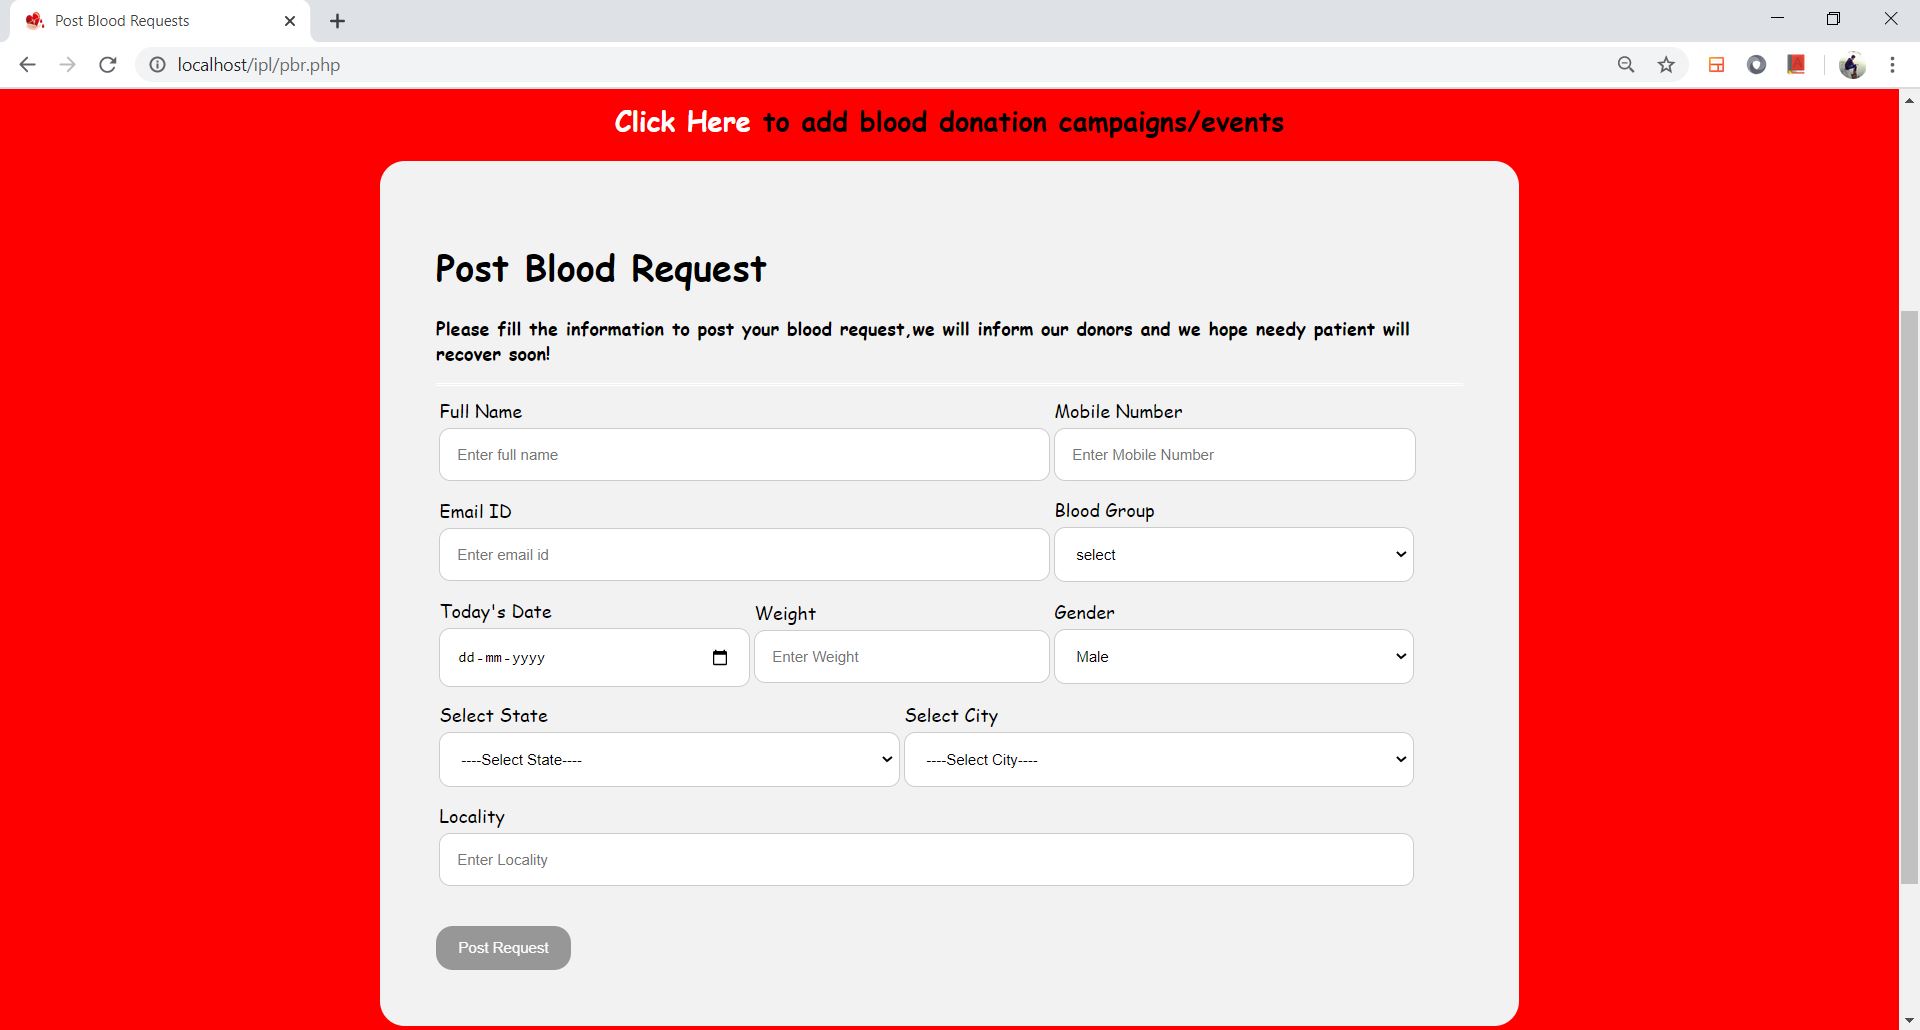 Post Blood Requests
localhost/ipl/pbr.php
Click Here to add blood donation campaigns/events
Post Blood Request
Please fill the information to post your blood request,we will inform our donors and we hope needy patient will
recover soon!
Full Name Mobile Number
Enter full name Enter Mobile Number
Email ID Blood Group
Enter email id select
Today's Date Weight Gender
dd-mm-yyyy Enter Weight Male
Select State Select City
----Select State---- ----Select City----
Locality
Enter Locality
Post Request